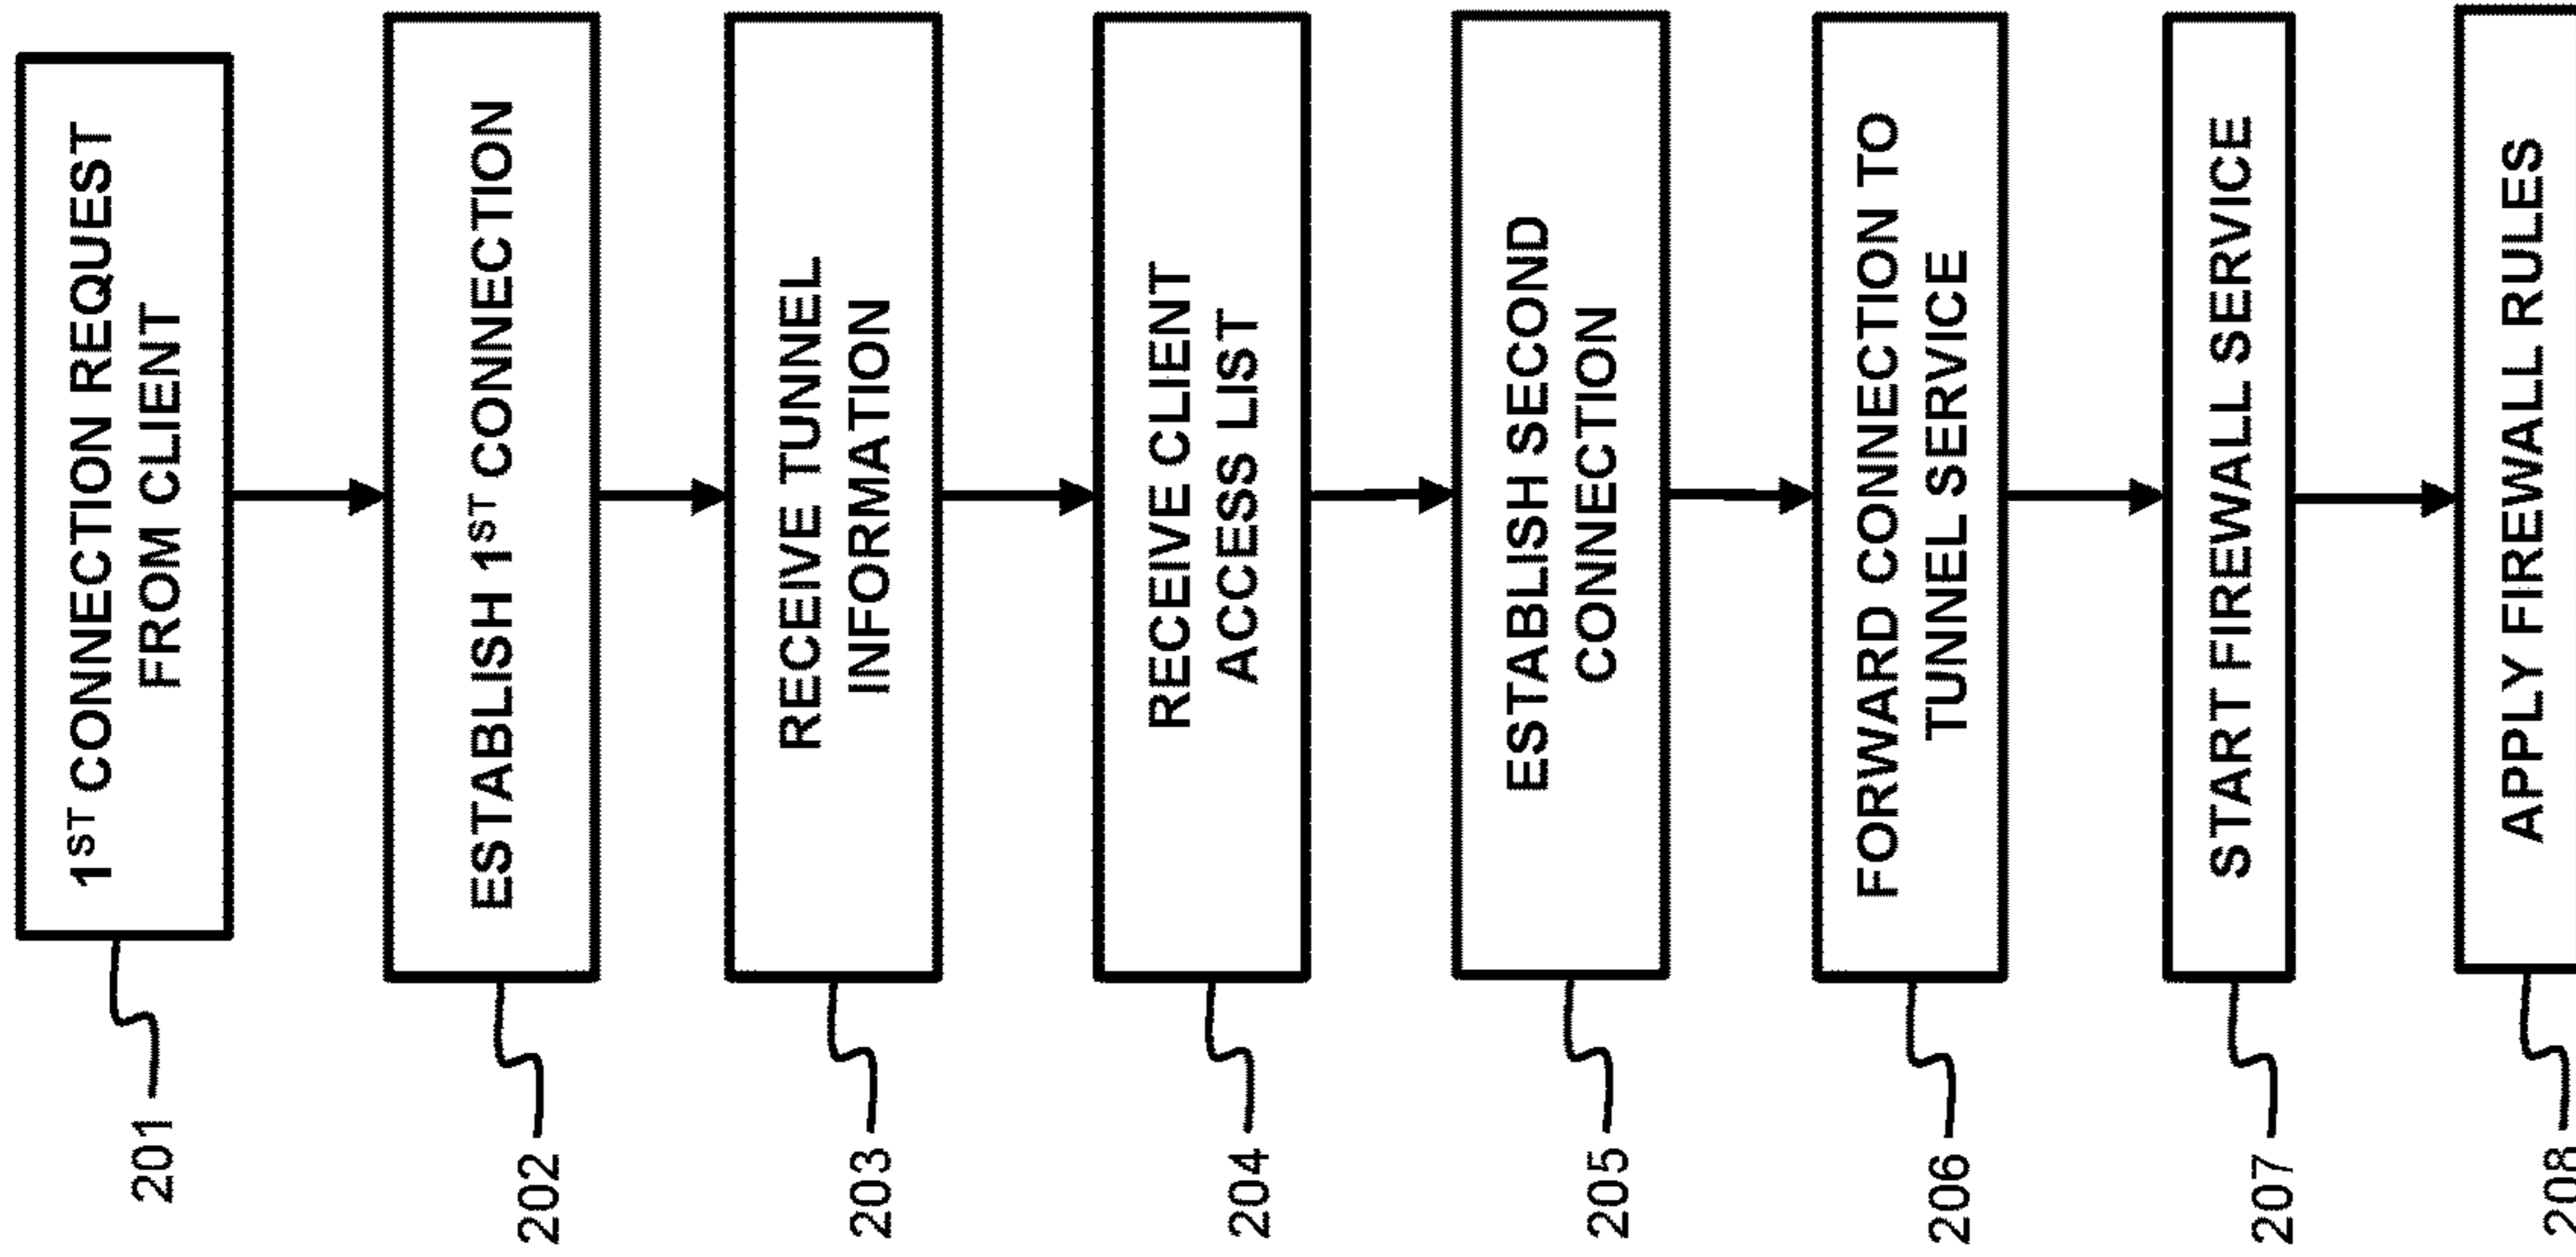 1ST CONNECTION REQUEST
FROM CLIENT
201
ESTABLISH 1ST CONNECTION
202
RECEIVE TUNNEL
INFORMATION
203
RECEIVE CLIENT
ACCESS LIST
204
ESTABLISH SECOND
CONNECTION
205
FORWARD CONNECTION TO
TUNNEL SERVICE
206
START FIREWALL SERVICE
207
APPLY FIREWALL RULES
208